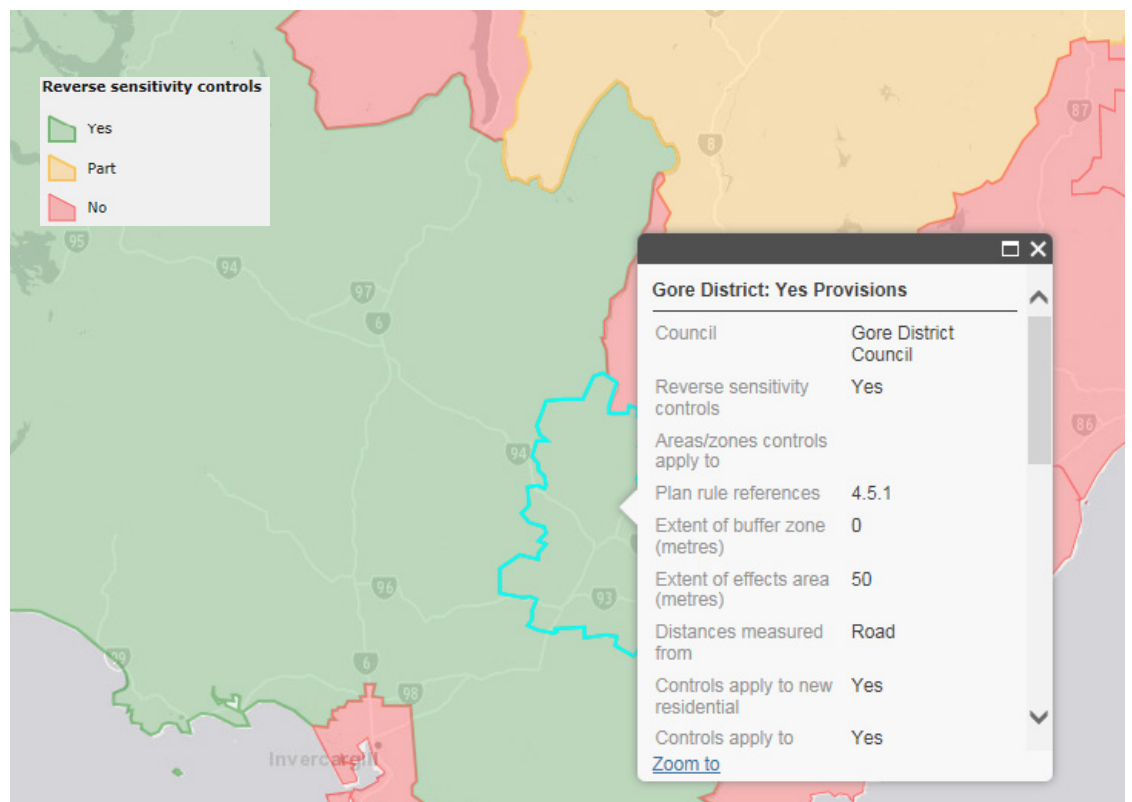 Reverse sensitivity controls
Yes
Part
No
87
8
95
94
97
6
94
86
96
93
99
6
98
Invercargill
Gore District: Yes Provisions
Council Gore District
Council
Reverse sensitivity Yes
controls
Areas/zones controls
apply to
Plan rule references 4.5.1
Extent of buffer zone 0
(metres)
Extent of effects area 50
(metres)
Distances measured Road
from
Controls apply to new Yes
residential
Controls apply to Yes
Zoom to